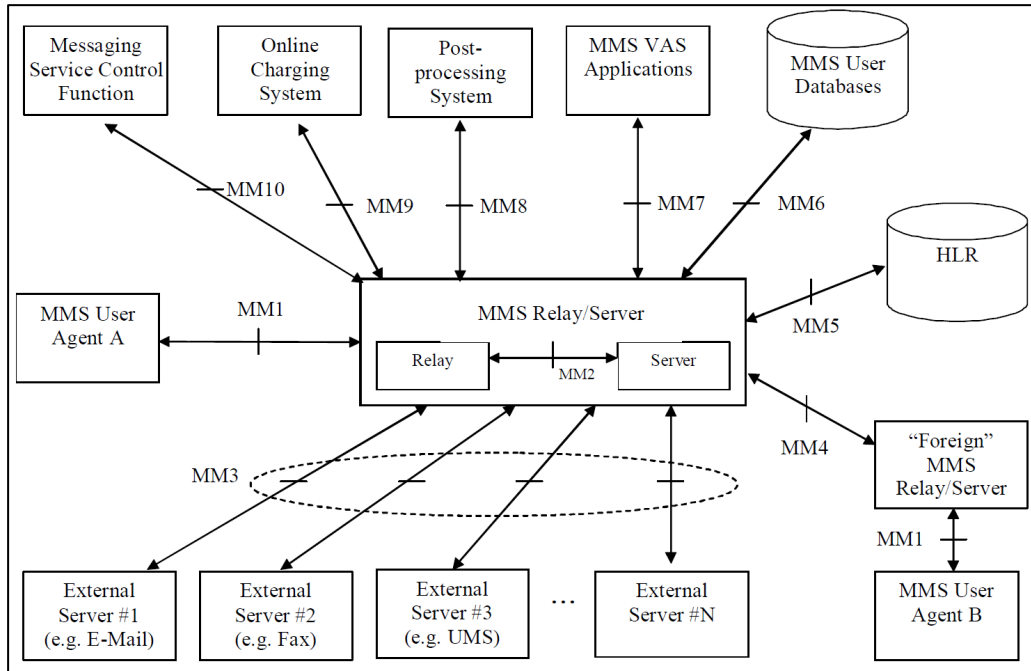 Messaging
Service Control
Function
Online
Charging
System
Post-
processing
System
MMS VAS
Applications
MMS User
Databases
MM10
MM9
MM8
MM7
MM6
HLR
MM5
MMS User
Agent A
MM1
MMS Relay/Server
Relay
MM2
Server
MM4
“Foreign”
MMS
Relay/Server
MM3
MM1
External
Server #1
(e.g. E-Mail)
External
Server #2
(e.g. Fax)
External
Server #3
(e.g. UMS)
...
External
Server #N
MMS User
Agent B